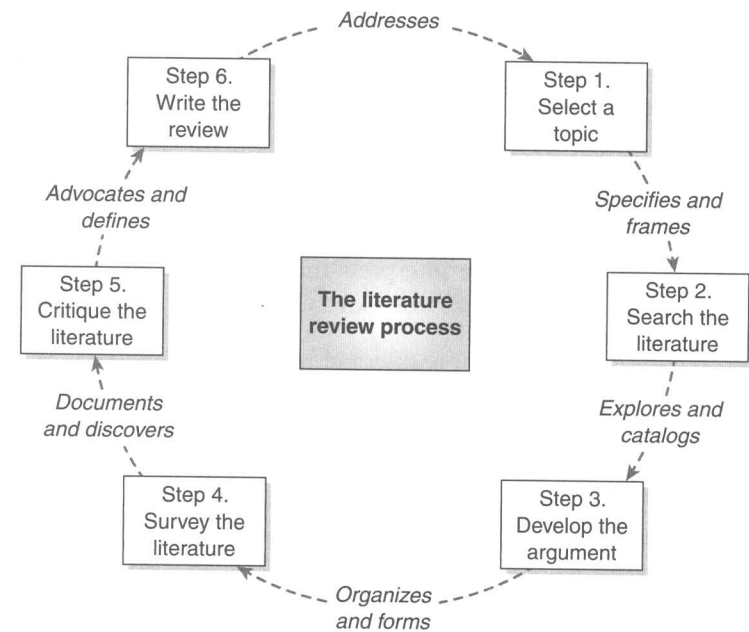 Addresses
Step 6.
Write the
review
Step 1.
Select a
topic
Advocates and
defines
Specifies and
frames
Step 5.
Critique the
literature
The literature
review process
Step 2.
Search the
literature
Documents
and discovers
Explores and
catalogs
Step 4.
Survey the
literature
Step 3.
Develop the
argument
Organizes
and forms